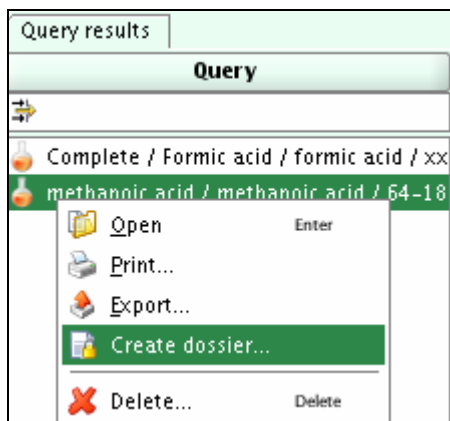 Query results
Query
Complete / Formic acid / formic acid / xx
methanoic acid / methanoic acid / 64-18
Open Enter
Print...
Export...
Create dossier...
Delete... Delete